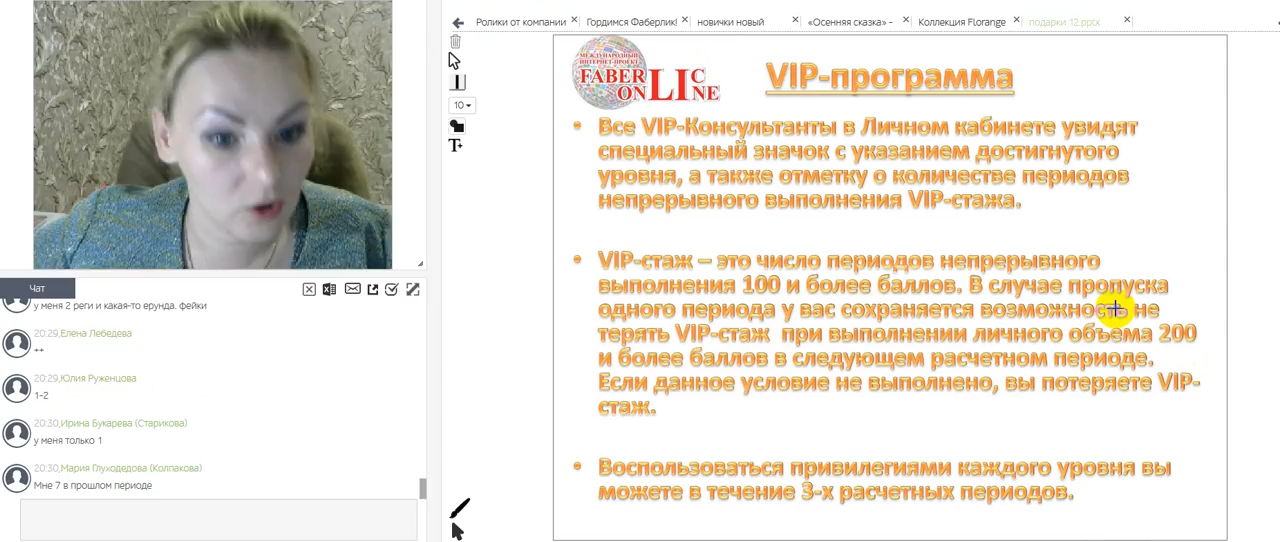 Ролики от компании
Гордимся Фаберлик!
новички новый
«Осенняя сказка» -
Коллекция Florange
подарки 12.pptx
10
T+
МЕЖДУНАРОДНЫЙ
ИНТЕРНЕТ-ПРОЕКТ
FABERLIC
ONLINE
VIP-программа
• Все VIP-Консультанты в Личном кабинете увидят
специальный значок с указанием достигнутого
уровня, а также отметку о количестве периодов
непрерывного выполнения VIP-стажа.
• VIP-стаж – это число периодов непрерывного
выполнения 100 и более баллов. В случае пропуска
одного периода у вас сохраняется возможность не
терять VIP-стаж при выполнении личного объема 200
и более баллов в следующем расчетном периоде.
Если данное условие не выполнено, вы потеряете VIP-
стаж.
• Воспользоваться привилегиями каждого уровня вы
можете в течение 3-х расчетных периодов.
Чат
у меня 2 реги и какая-то ерунда. фейки
20:29, Елена Лебедева
++
20:29, Юлия Руженцова
1-2
20:30, Ирина Букарева (Старикова)
у меня только 1
20:30, Мария Глуходедова (Колпакова)
Мне 7 в прошлом периоде